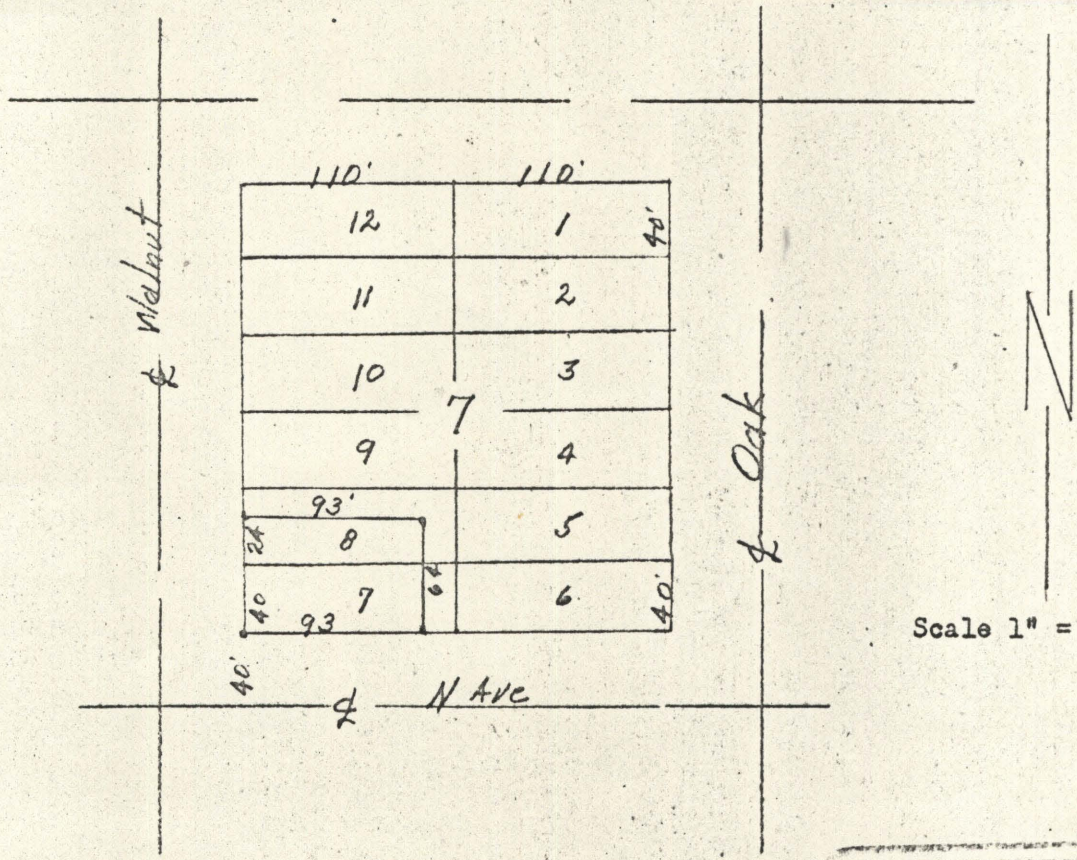 110' 110'
12 1 40'
11 2
10 3
7
9 4
93'
24 8 5
64
40 7 6 40'
93
40'
℄ N Ave
℄ Walnut
℄ Oak
N
Scale 1" =